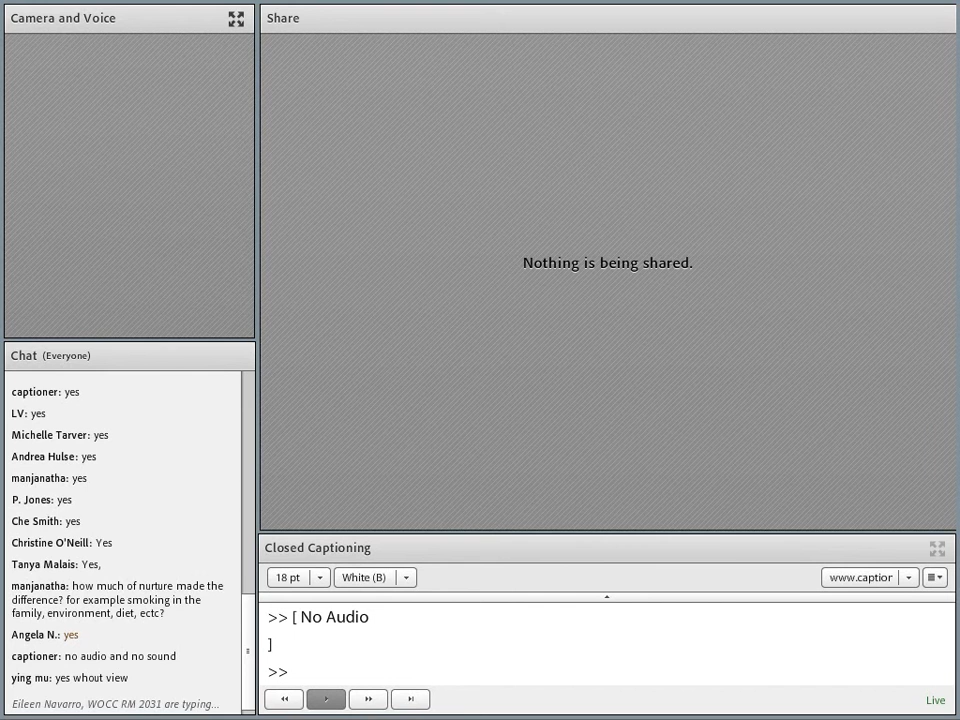 Camera and Voice
Share
Nothing is being shared.
Chat (Everyone)
captioner: yes
LV: yes
Michelle Tarver: yes
Andrea Hulse: yes
manjanatha: yes
P. Jones: yes
Che Smith: yes
Christine O'Neill: Yes
Tanya Malais: Yes,
manjanatha: how much of nurture made the
difference? for example smoking in the
family, environment, diet, ectc?
Angela N.: yes
captioner: no audio and no sound
ying mu: yes whout view
Eileen Navarro, WOCC RM 2031 are typing...
Closed Captioning
18 pt
White (B)
www.caption
>> [ No Audio
]
>>
Live